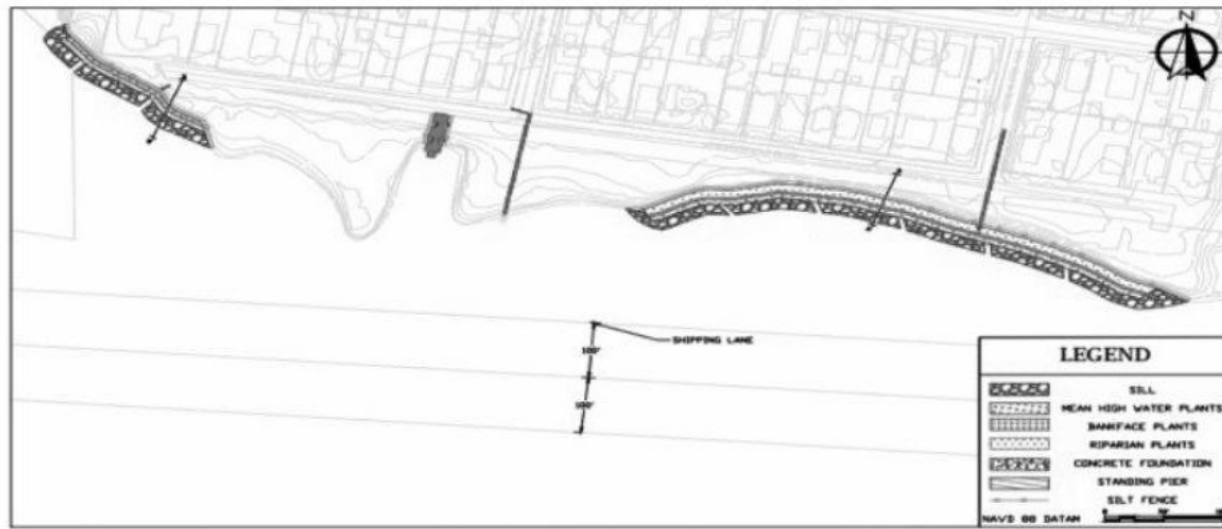 N
SHIPPING LANE
100'
100'
LEGEND
SILL
MEAN HIGH WATER PLANTS
BANKFACE PLANTS
RIPARIAN PLANTS
CONCRETE FOUNDATION
STANDING PIER
SILT FENCE
NAVD 88 DATAM